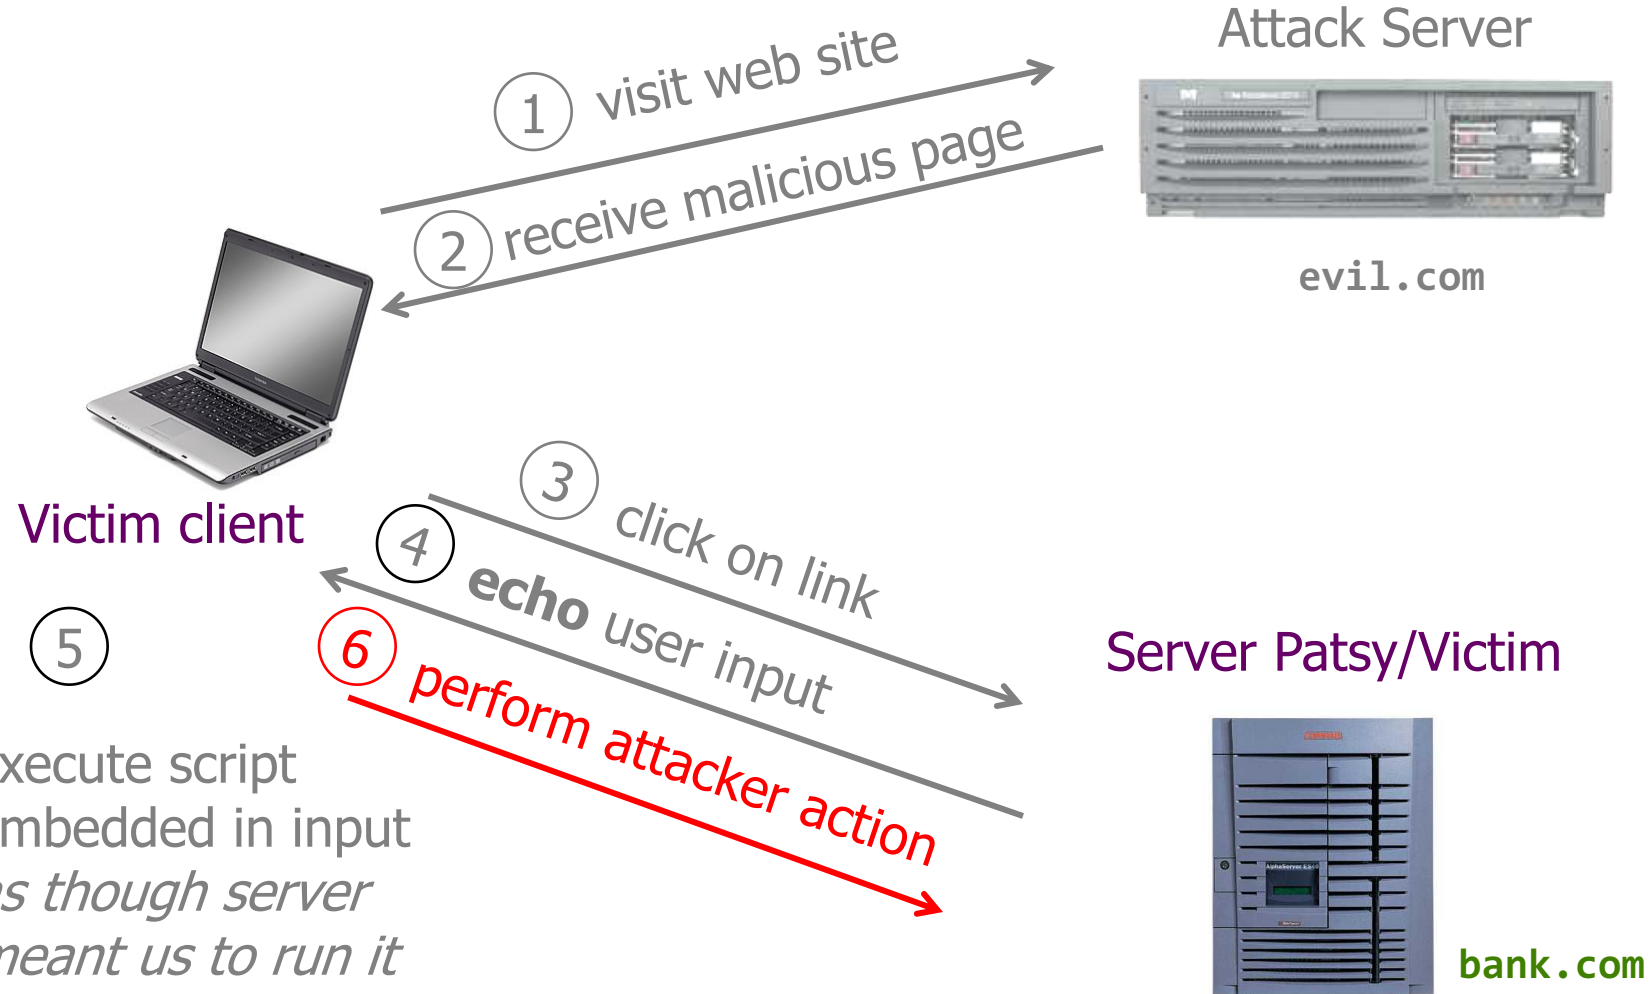 Attack Server
1 visit web site
2 receive malicious page
evil.com
3 click on link
Victim client
4 echo user input
5
6 perform attacker action
Server Patsy/Victim
xecute script
mbedded in input
as though server
meant us to run it
bank.com